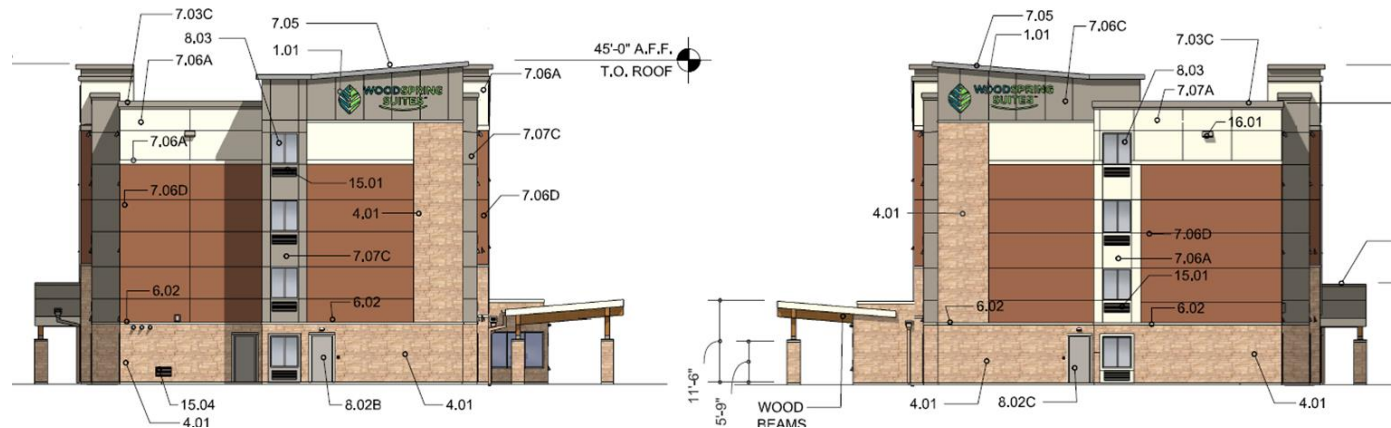 7.03C
7.05
8.03
1.01
7.06A
7.06A
WOODSPRING
SUITES
7.06A
7.07C
7.06D
15.01
4.01
7.06D
7.07C
6.02
6.02
15.04
4.01
8.02B
4.01
45'-0" A.F.F.
T.O. ROOF
7.05
7.06C
1.01
7.03C
8.03
WOODSPRING
SUITES
7.07A
16.01
4.01
7.06D
7.06A
15.01
6.02
6.02
11'-6"
5'-9"
WOOD
BEAMS
4.01
8.02C
4.01